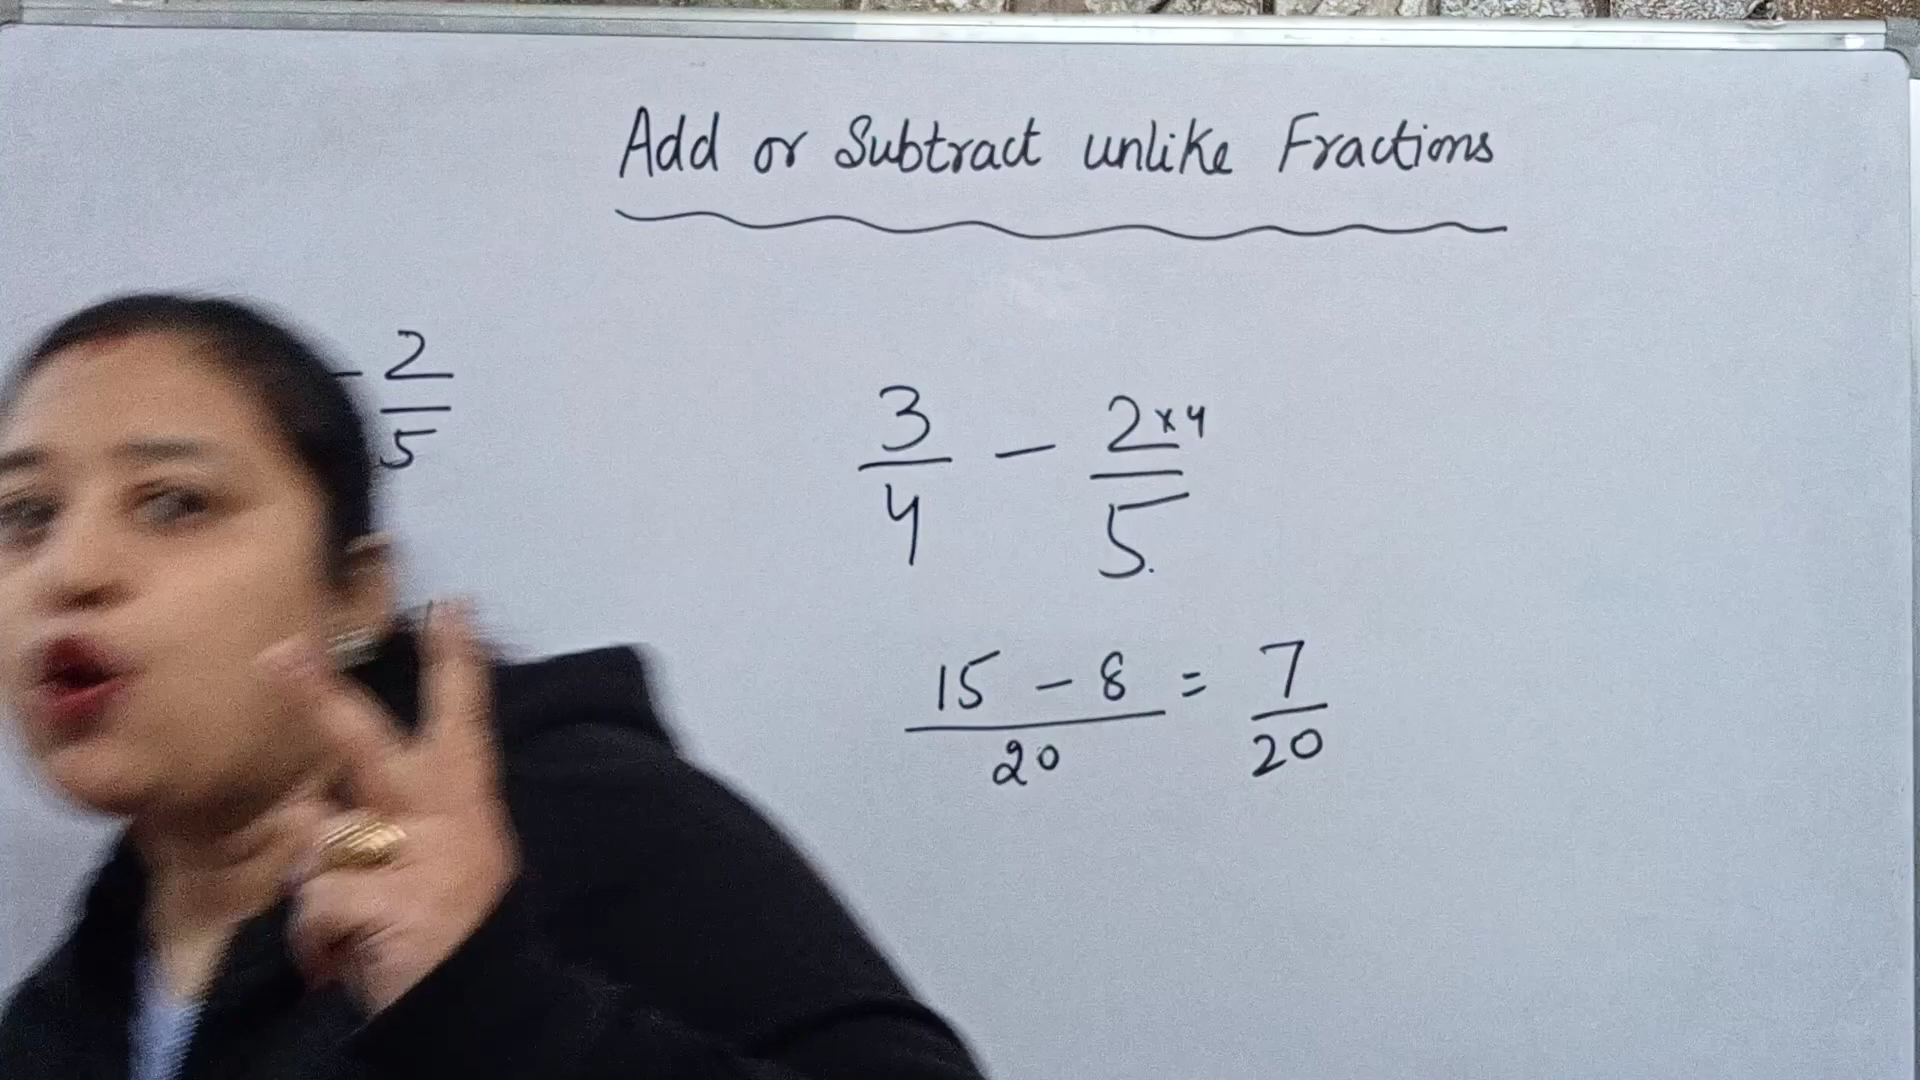 Add or Subtract unlike Fractions
- 2/5
3/4 - 2×4/5.
15 - 8/20 = 7/20